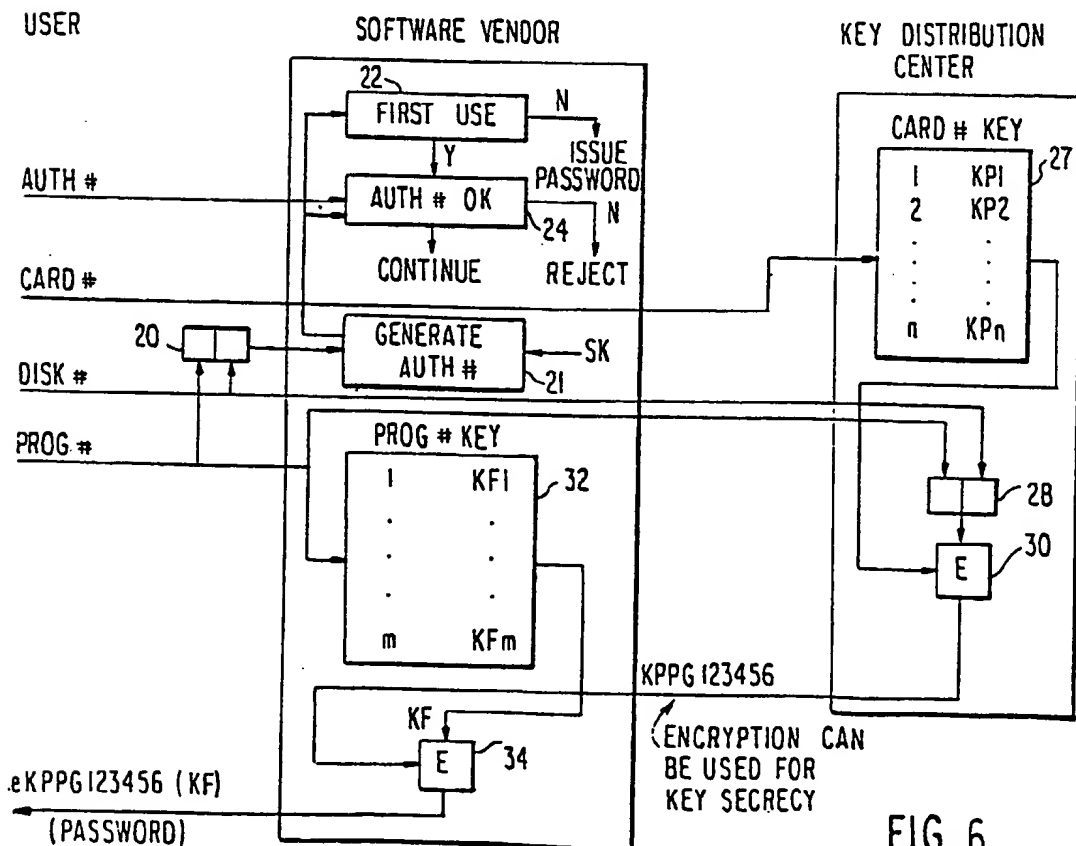 USER
SOFTWARE VENDOR
KEY DISTRIBUTION
CENTER
22
FIRST USE
N
Y
ISSUE
PASSWORD
AUTH #
AUTH # OK
24
N
CONTINUE
REJECT
CARD # KEY
27
1 KP1
2 KP2
n KPn
CARD #
20
GENERATE
AUTH #
SK
21
DISK #
PROG #
PROG # KEY
32
1 KF1
m KFm
28
E
30
KPPG123456
KF
E
34
ENCRYPTION CAN
BE USED FOR
KEY SECRECY
eKPPG123456 (KF)
(PASSWORD)
FIG 6